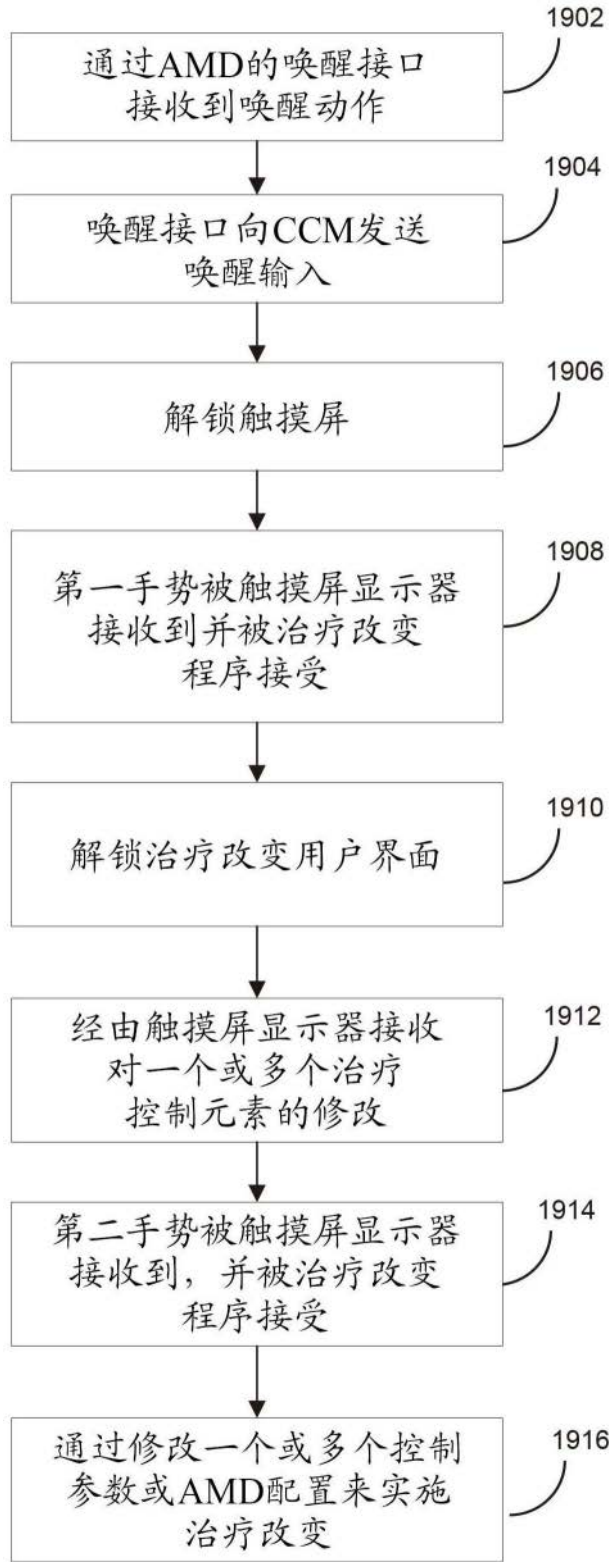 1902
通过AMD的唤醒接口
接收到唤醒动作
1904
唤醒接口向CCM发送
唤醒输入
1906
解锁触摸屏
1908
第一手势被触摸屏显示器
接收到并被治疗改变
程序接受
1910
解锁治疗改变用户界面
1912
经由触摸屏显示器接收
对一个或多个治疗
控制元素的修改
1914
第二手势被触摸屏显示器
接收到，并被治疗改变
程序接受
1916
通过修改一个或多个控制
参数或AMD配置来实施
治疗改变